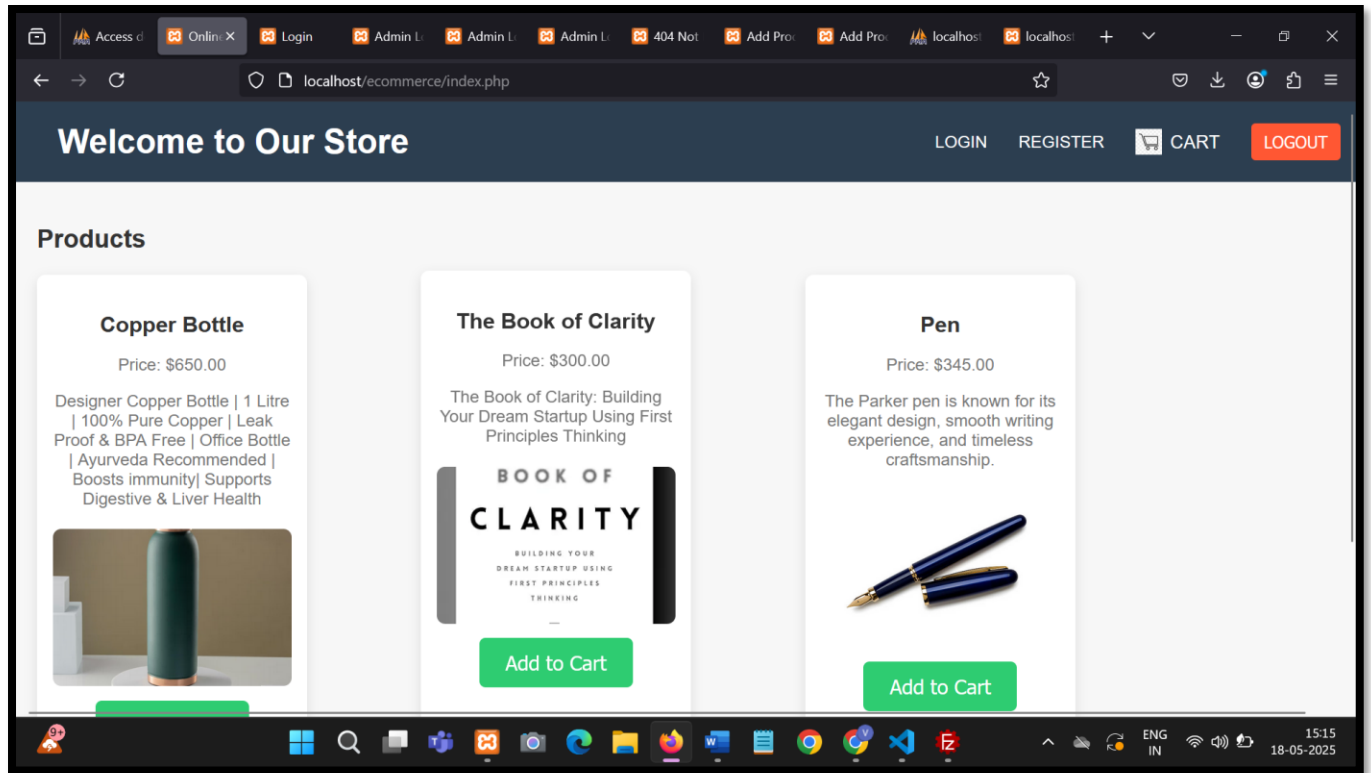 Access d
Onlin
Login
Admin Lo
Admin Lo
Admin Lo
404 Not
Add Proc
Add Proc
localhost
localhost
localhost/ecommerce/index.php
Welcome to Our Store
LOGIN
REGISTER
CART
LOGOUT
Products
Copper Bottle
Price: $650.00
Designer Copper Bottle | 1 Litre
| 100% Pure Copper | Leak
Proof & BPA Free | Office Bottle
| Ayurveda Recommended |
Boosts immunity| Supports
Digestive & Liver Health
The Book of Clarity
Price: $300.00
The Book of Clarity: Building
Your Dream Startup Using First
Principles Thinking
BOOK OF
CLARITY
BUILDING YOUR
DREAM STARTUP USING
FIRST PRINCIPLES
THINKING
Add to Cart
Pen
Price: $345.00
The Parker pen is known for its
elegant design, smooth writing
experience, and timeless
craftsmanship.
Add to Cart
9+
ENG
IN
15:15
18-05-2025